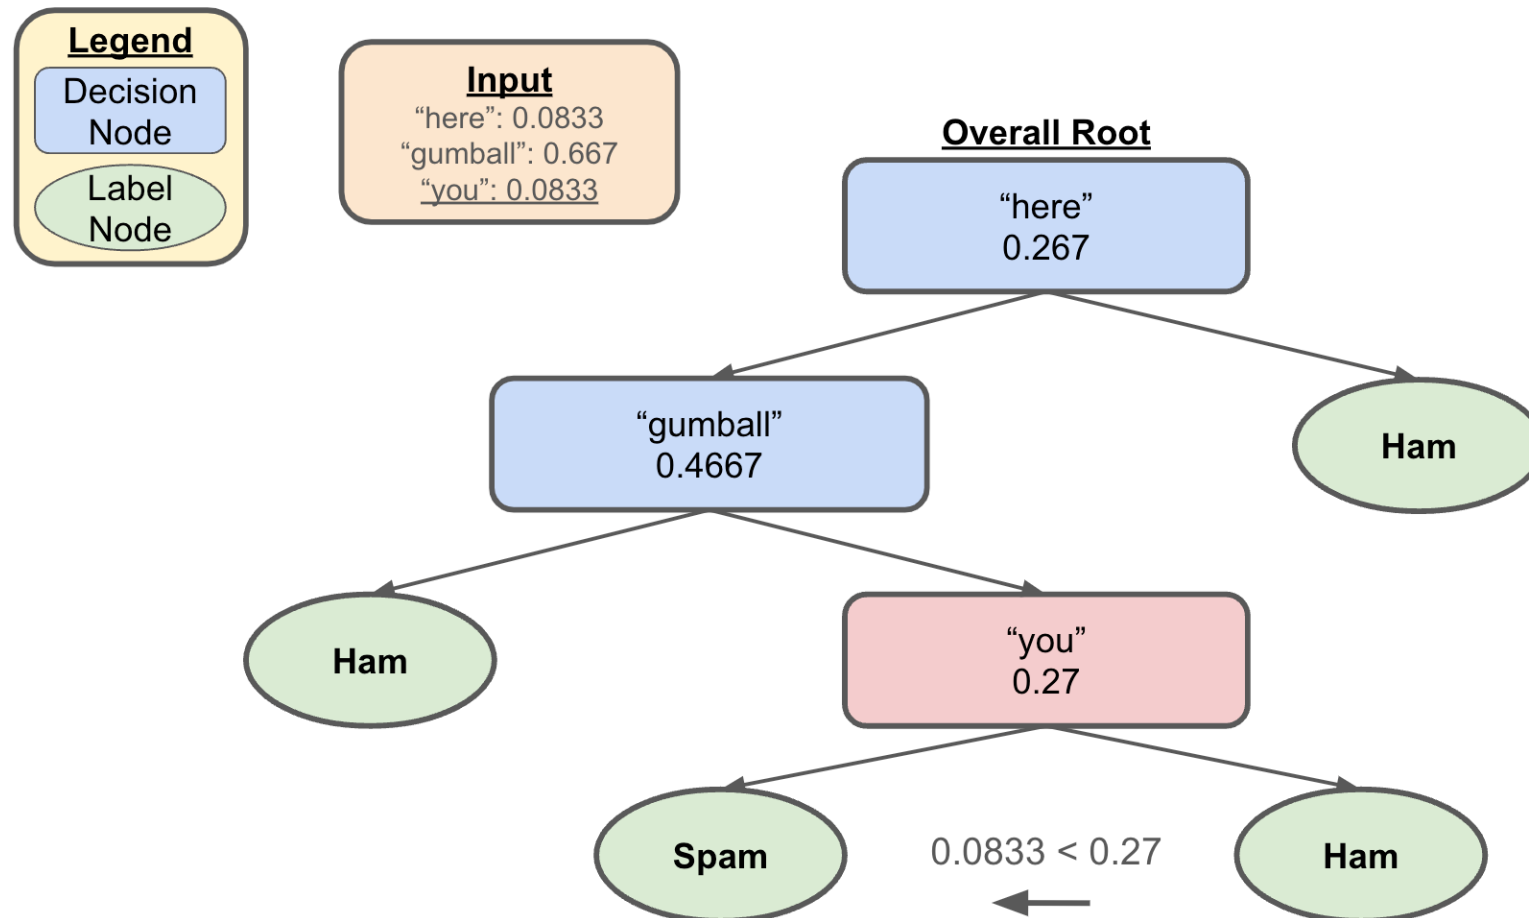 Legend
Decision
Node
Label
Node
Input
“here”: 0.0833
“gumball”: 0.667
“you”: 0.0833
Overall Root
“here”
0.267
“gumball”
0.4667
Ham
Ham
“you”
0.27
Spam
0.0833 < 0.27
Ham